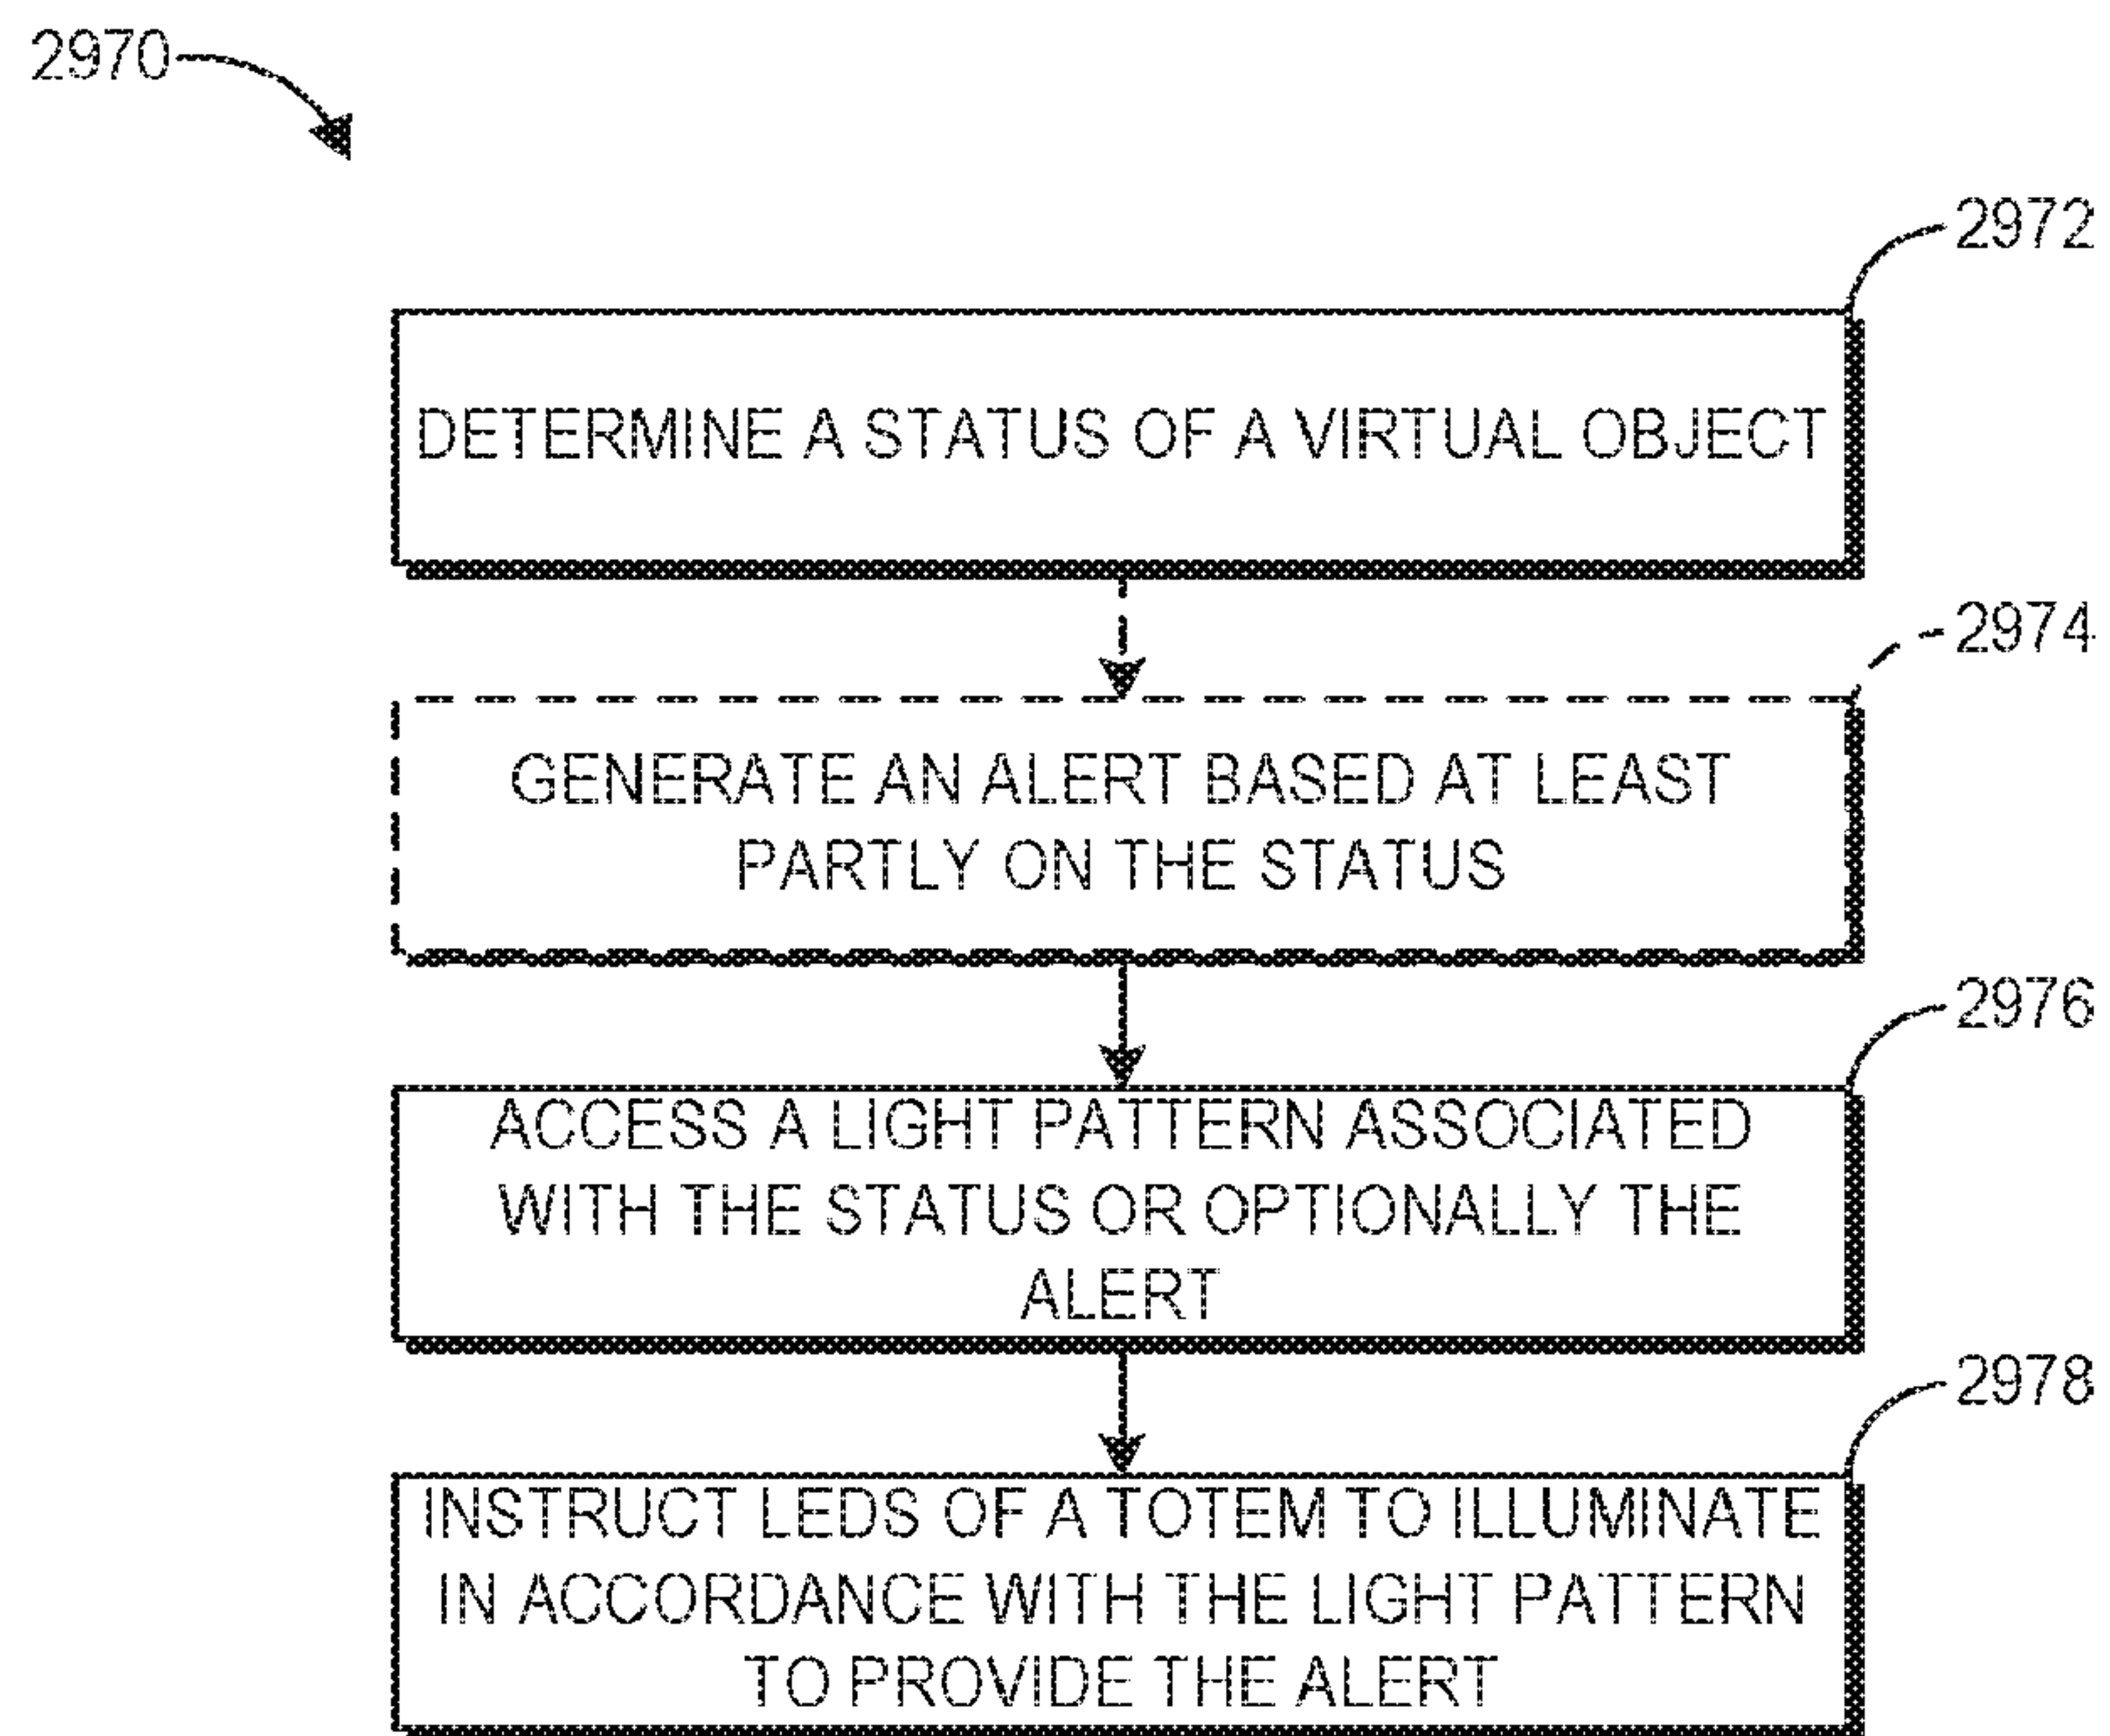 2970
2972
DETERMINE A STATUS OF A VIRTUAL OBJECT
2974
GENERATE AN ALERT BASED AT LEAST
PARTLY ON THE STATUS
2976
ACCESS A LIGHT PATTERN ASSOCIATED
WITH THE STATUS OR OPTIONALLY THE
ALERT
2978
INSTRUCT LEDS OF A TOTEM TO ILLUMINATE
IN ACCORDANCE WITH THE LIGHT PATTERN
TO PROVIDE THE ALERT